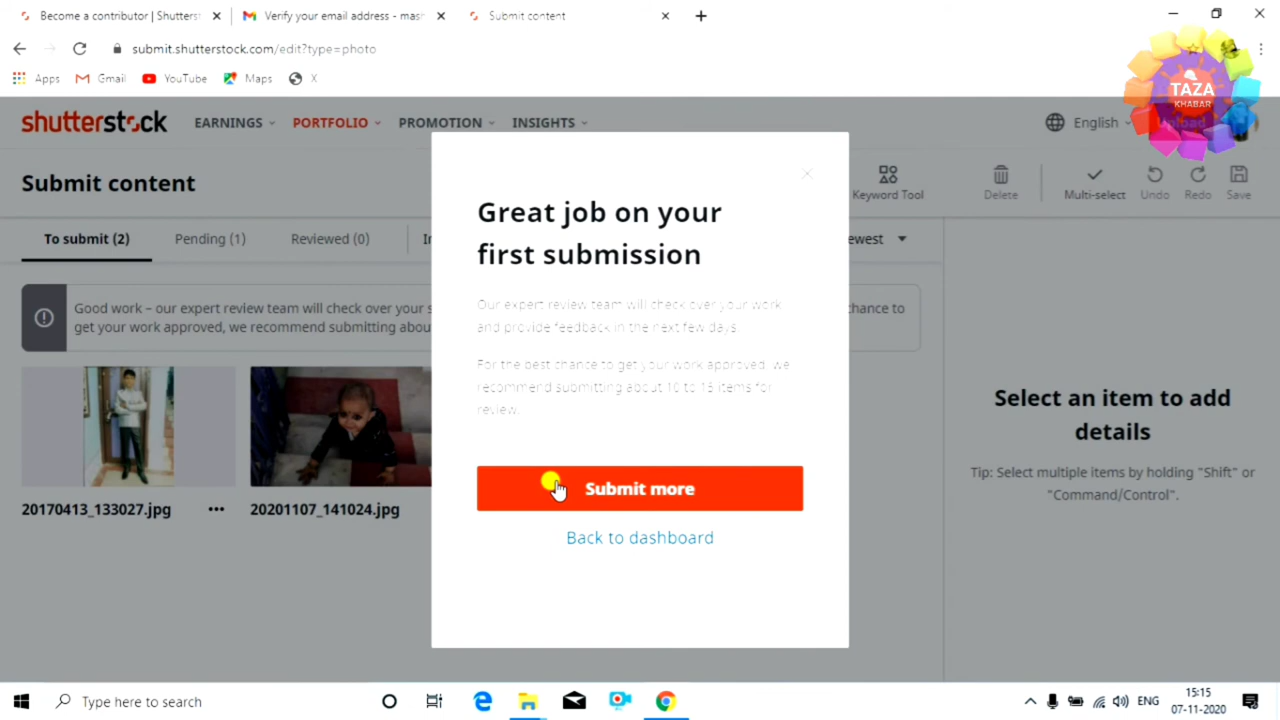 Become a contributor | Shutterst
Verify your email address - mash
Submit content
submit.shutterstock.com/edit?type=photo
Apps
Gmail
YouTube
Maps
X
TAZA
KHABAR
shutterstock
EARNINGS
PORTFOLIO
PROMOTION
INSIGHTS
English
Upload
Submit content
Keyword Tool
Delete
Multi-select
Undo
Redo
Save
To submit (2)
Pending (1)
Reviewed (0)
Good work – our expert review team will check over your
get your work approved, we recommend submitting
chance to
Great job on your
first submission
Our expert review team will check over your work
and provide feedback in the next few days.
For the best chance to get your work approved, we
recommend submitting about 10 to 15 items for
review.
Submit more
Back to dashboard
20170413_133027.jpg
20201107_141024.jpg
Select an item to add
details
Tip: Select multiple items by holding "Shift" or
"Command/Control".
Type here to search
ENG
15:15
07-11-2020